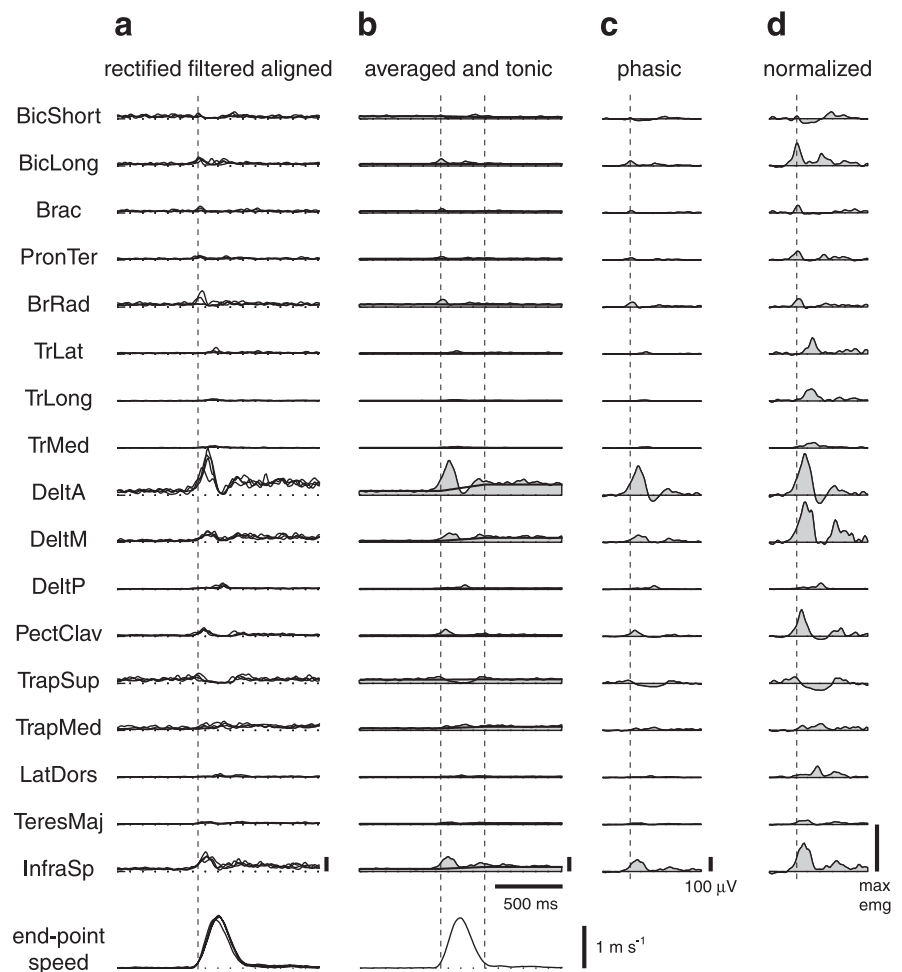 a b c d
rectified filtered aligned averaged and tonic phasic normalized
BicShort
BicLong
Brac
PronTer
BrRad
TrLat
TrLong
TrMed
DeltA
DeltM
DeltP
PectClav
TrapSup
TrapMed
LatDors
TeresMaj
InfraSp
500 ms 100 μV max
emg
end-point
speed
1 m s⁻¹